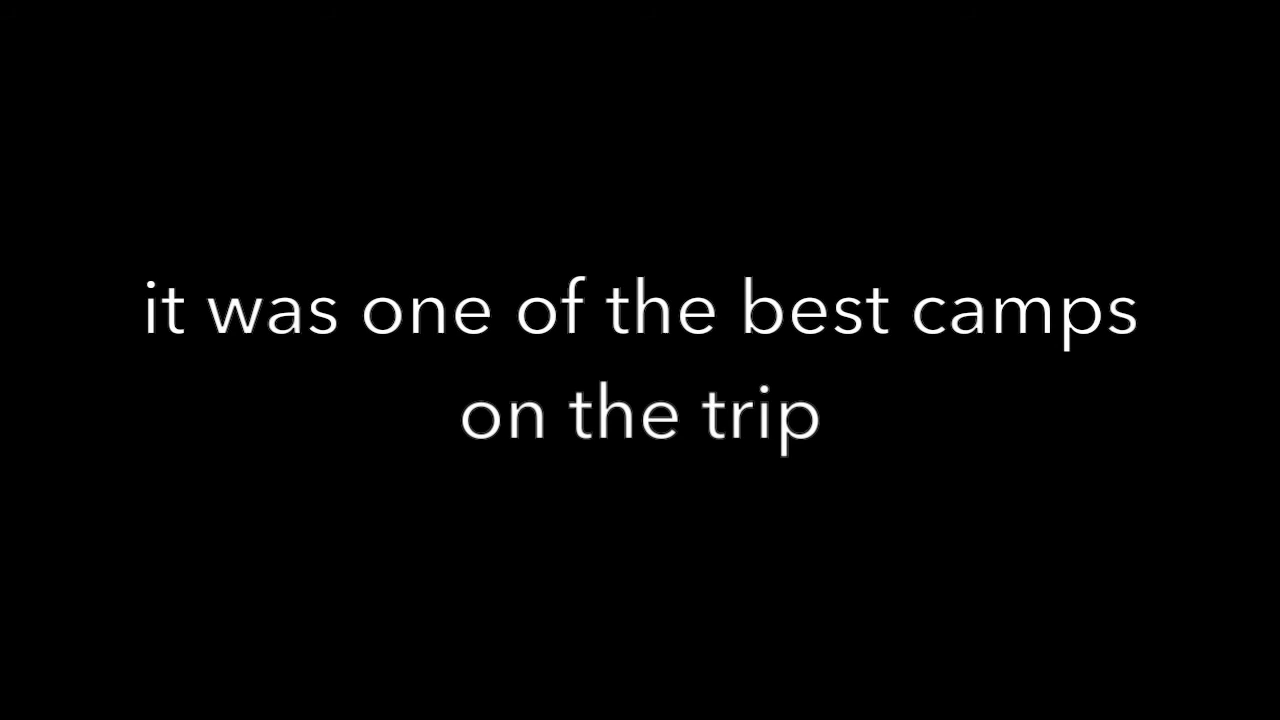 it was one of the best camps
on the trip